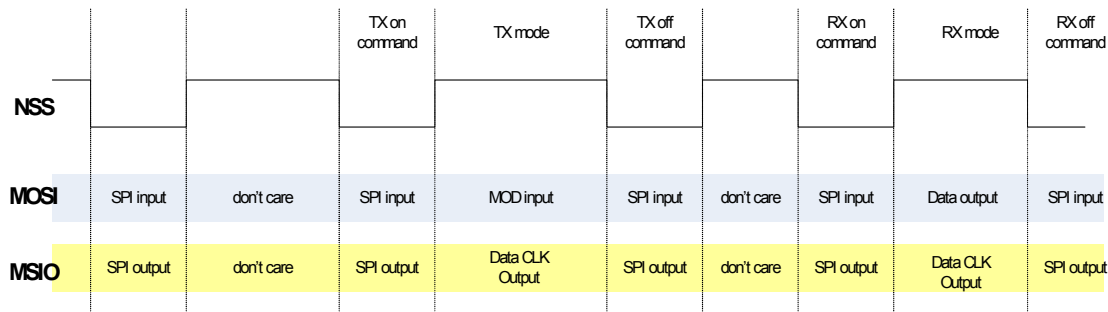 TX on command
TX mode
TX off command
RX on command
RX mode
RX off command
NSS
MOSI
SPI input
don't care
SPI input
MOD input
SPI input
don't care
SPI input
Data output
SPI input
MSIO
SPI output
don't care
SPI output
Data CLK Output
SPI output
don't care
SPI output
Data CLK Output
SPI output